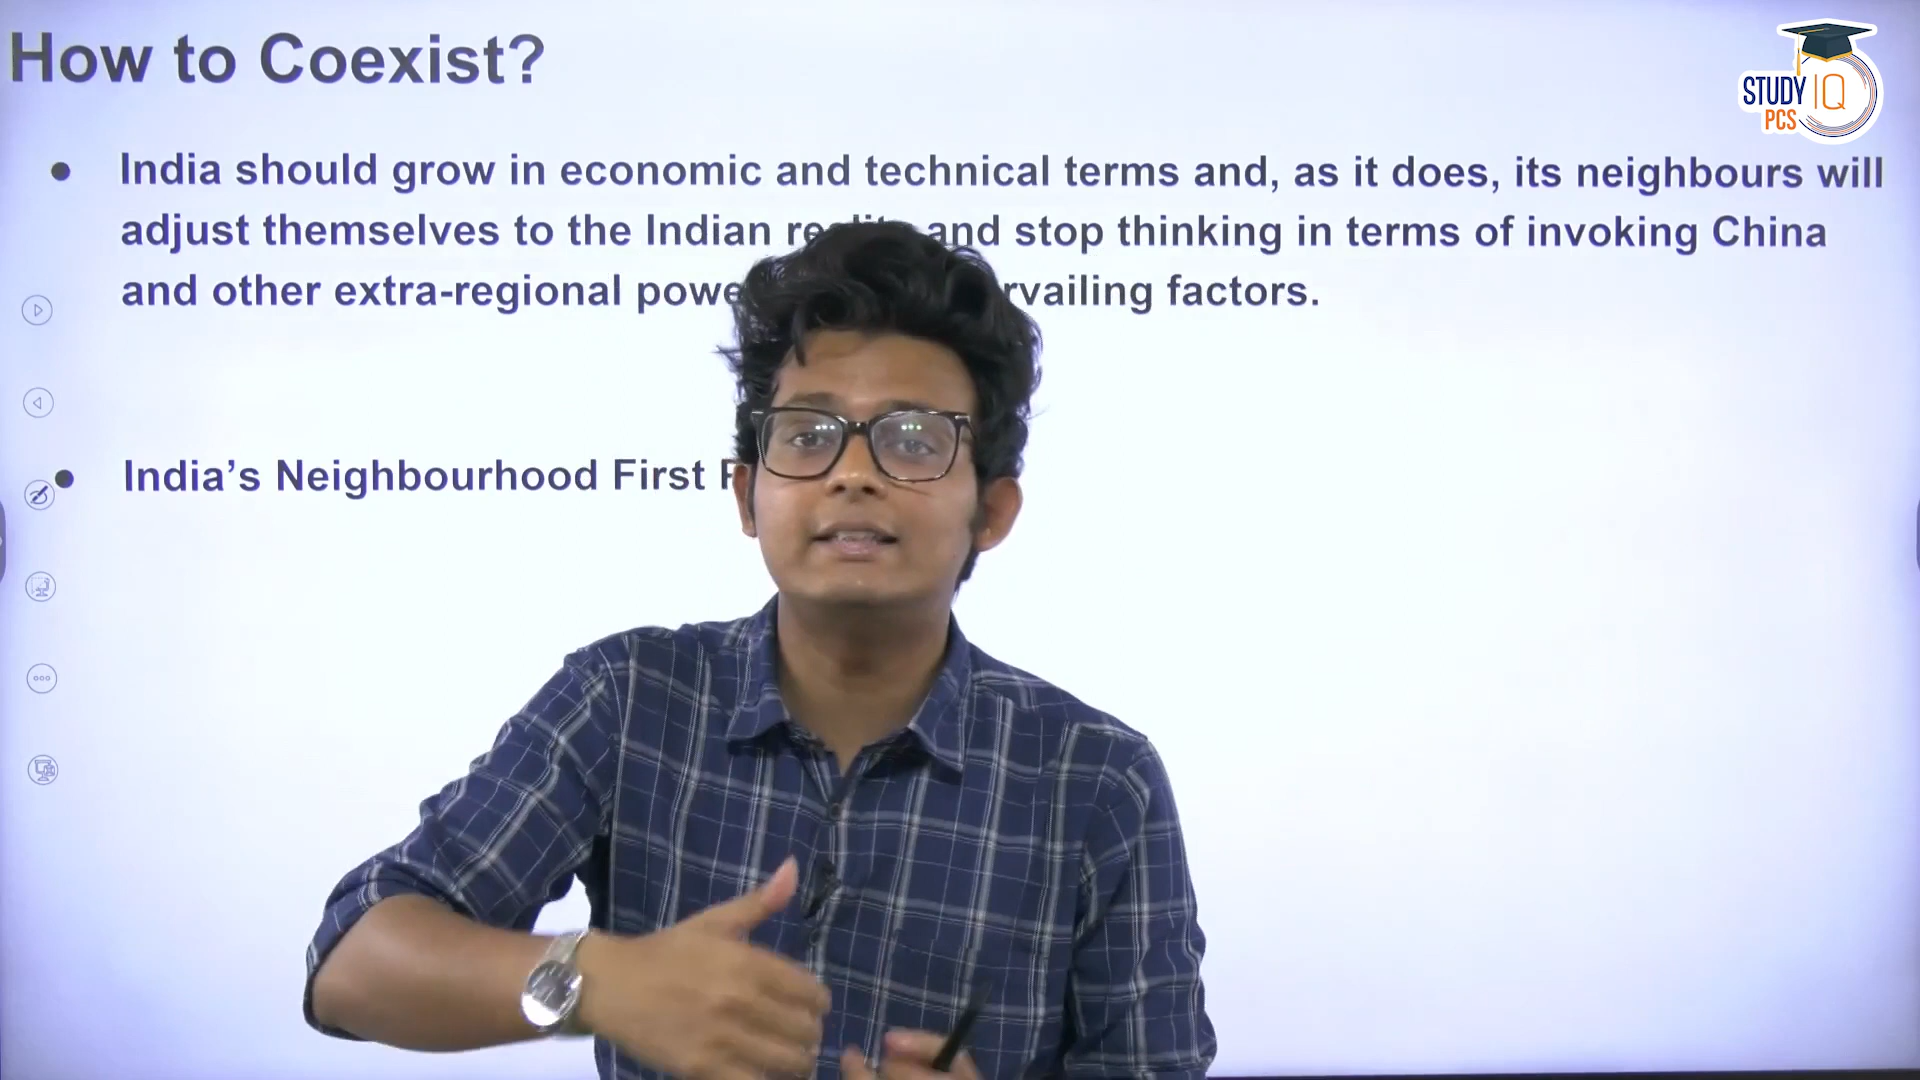 How to Coexist?
STUDY IQ
PCS
India should grow in economic and technical terms and, as it does, its neighbours will
adjust themselves to the Indian and stop thinking in terms of invoking China
and other extra-regional factors.
India’s Neighbourhood First